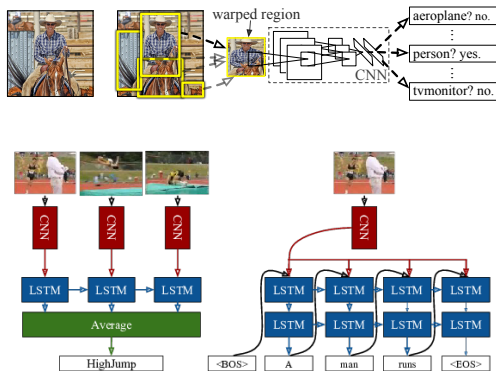 warped region
aeroplane? no.
person? yes.
tvmonitor? no.
CNN
CNN
CNN
CNN
CNN
LSTM
LSTM
LSTM
LSTM
LSTM
LSTM
LSTM
LSTM
LSTM
LSTM
LSTM
Average
HighJump
<BOS>
A
man
runs
<EOS>